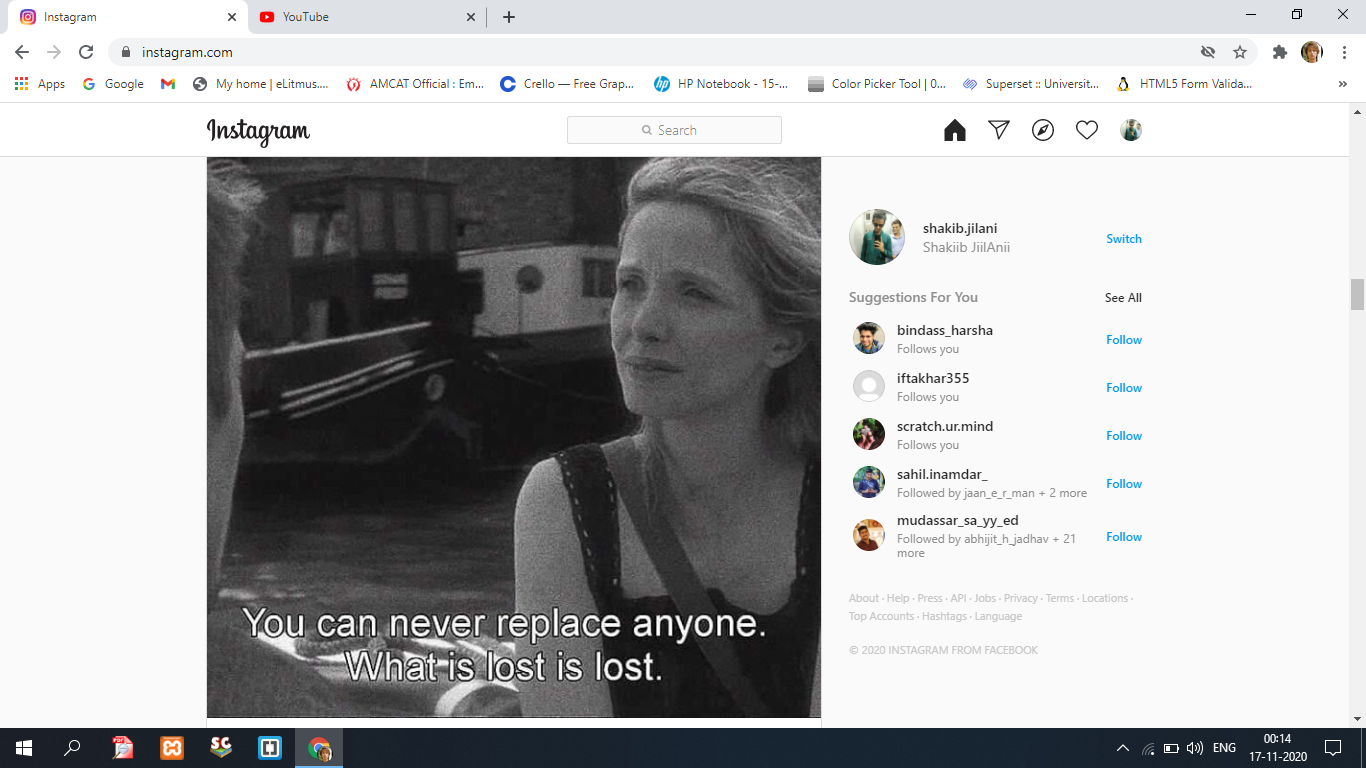 Instagram
YouTube
instagram.com
Apps
Google
My home | eLitmus....
AMCAT Official : Em...
Crello — Free Grap...
HP Notebook - 15-...
Color Picker Tool | 0...
Superset :: Universit...
HTML5 Form Valida...
»
Instagram
Search
You can never replace anyone.
What is lost is lost.
shakib.jilani
Shakiib JiilAnii
Switch
Suggestions For You
See All
bindass_harsha
Follows you
Follow
iftakhar355
Follows you
Follow
scratch.ur.mind
Follows you
Follow
sahil.inamdar_
Followed by jaan_e_r_man + 2 more
Follow
mudassar_sa_yy_ed
Followed by abhijit_h_jadhav + 21
more
Follow
About · Help · Press · API · Jobs · Privacy · Terms · Locations ·
Top Accounts · Hashtags · Language
© 2020 INSTAGRAM FROM FACEBOOK
PDF
SC
ENG
00:14
17-11-2020